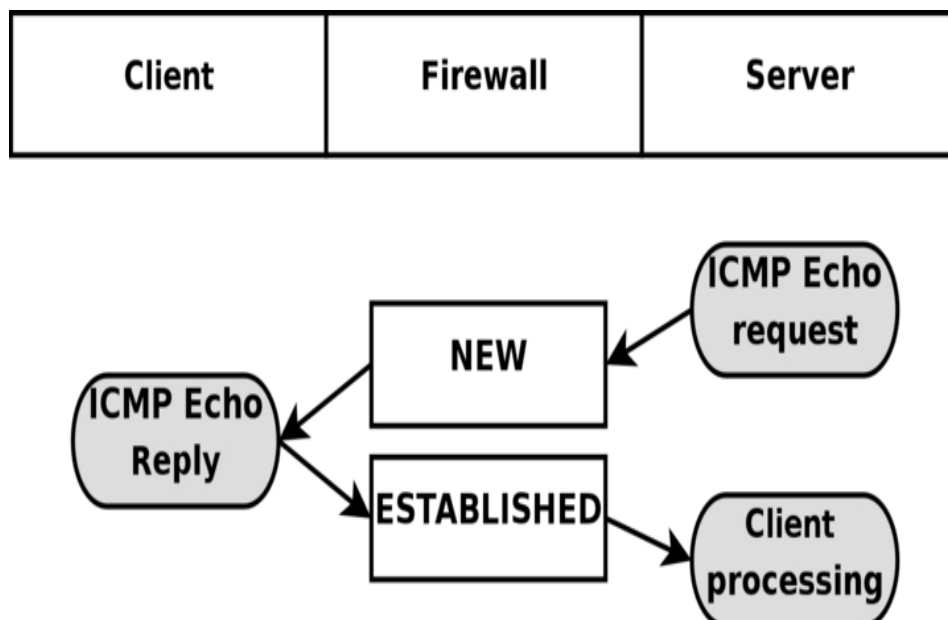 Client
Firewall
Server
ICMP Echo
request
NEW
ICMP Echo
Reply
ESTABLISHED
Client
processing